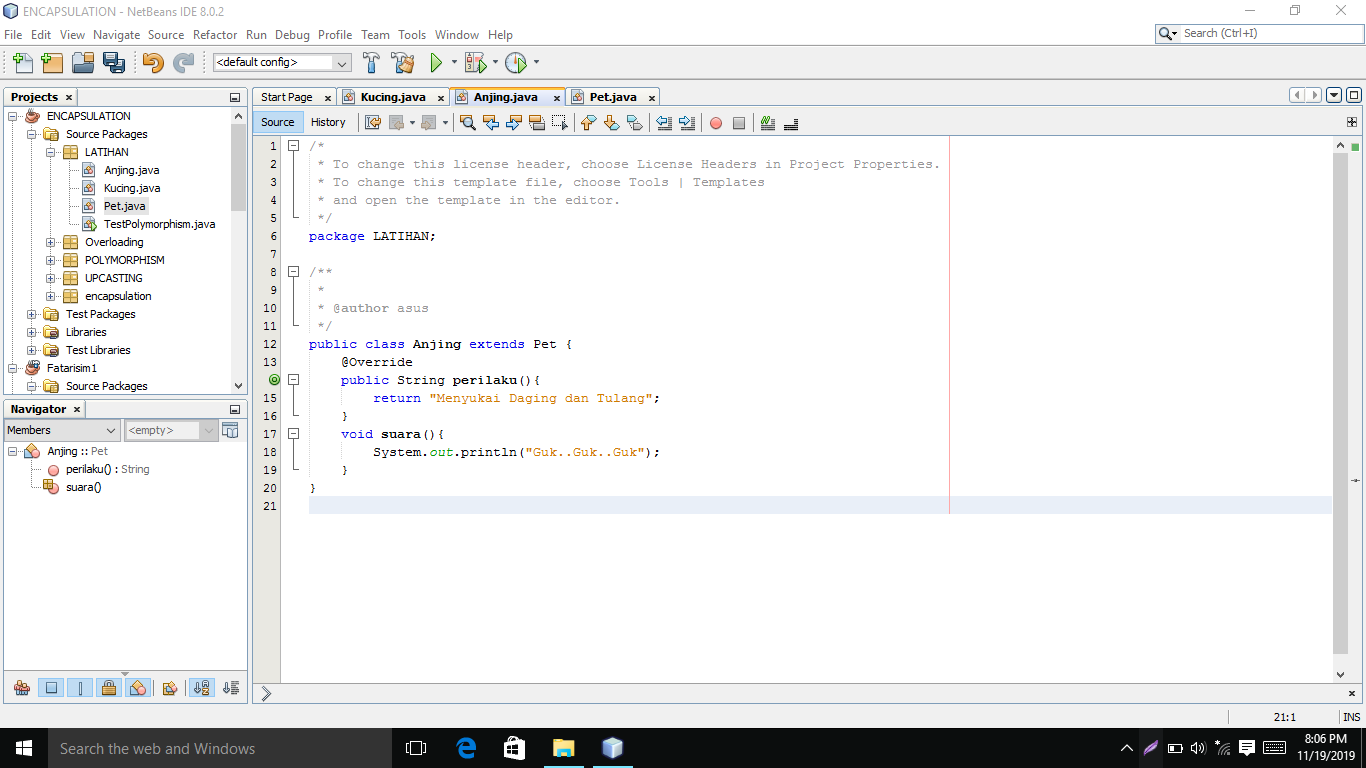 ENCAPSULATION - NetBeans IDE 8.0.2
File Edit View Navigate Source Refactor Run Debug Profile Team Tools Window Help
Search (Ctrl+I)
<default config>
Projects
ENCAPSULATION
Source Packages
LATIHAN
Anjing.java
Kucing.java
Pet.java
TestPolymorphism.java
Overloading
POLYMORPHISM
UPCASTING
encapsulation
Test Packages
Libraries
Test Libraries
Fatarisim1
Source Packages
Navigator
Members
<empty>
Anjing :: Pet
perilaku() : String
suara()
Start Page Kucing.java Anjing.java Pet.java
Source History
1 /*
2 * To change this license header, choose License Headers in Project Properties.
3 * To change this template file, choose Tools | Templates
4 * and open the template in the editor.
5 */
6 package LATIHAN;
7
8 /**
9 *
10 * @author asus
11 */
12 public class Anjing extends Pet {
13 @Override
public String perilaku(){
15 return "Menyukai Daging dan Tulang";
16 }
17 void suara(){
18 System.out.println("Guk..Guk..Guk");
19 }
20 }
21
21:1 INS
Search the web and Windows
8:06 PM
11/19/2019